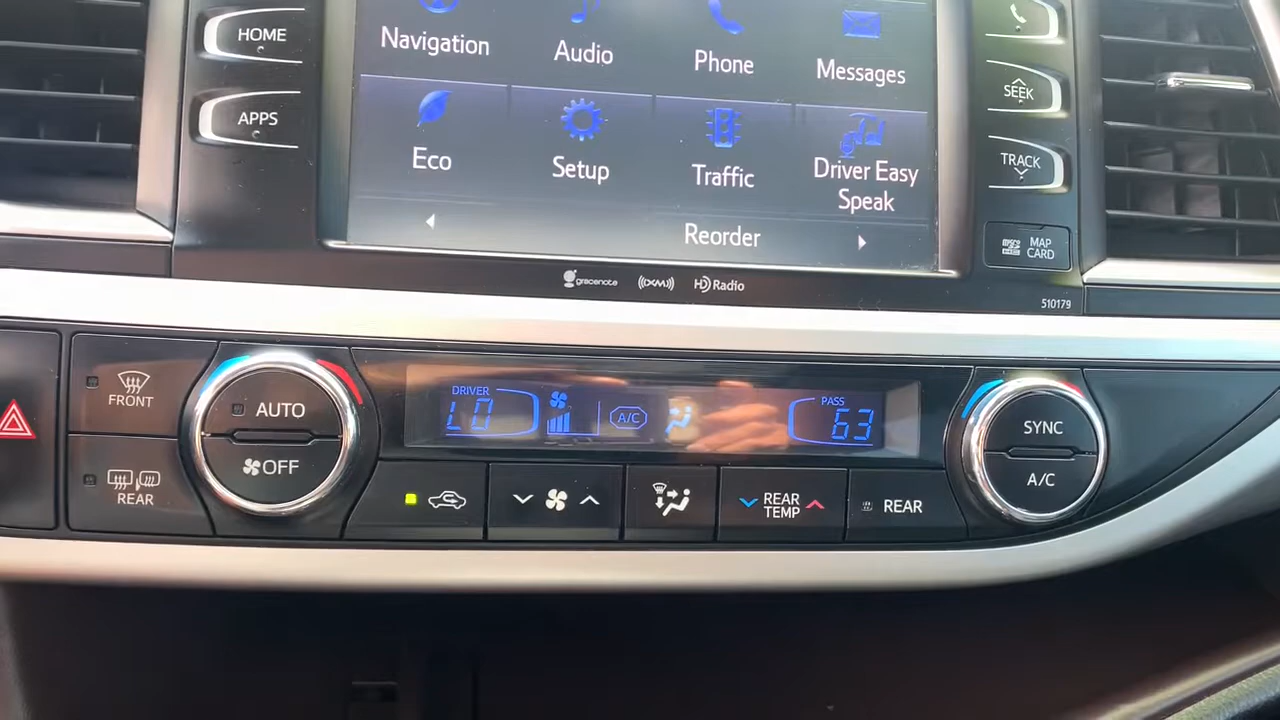 HOME
APPS
Navigation
Audio
Phone
Messages
Eco
Setup
Traffic
Driver Easy
Speak
Reorder
SEEK
TRACK
MAP
CARD
gracenote
((XM))
HD Radio
510179
FRONT
REAR
AUTO
OFF
DRIVER
LO
A/C
PASS
63
REAR
TEMP
REAR
SYNC
A/C